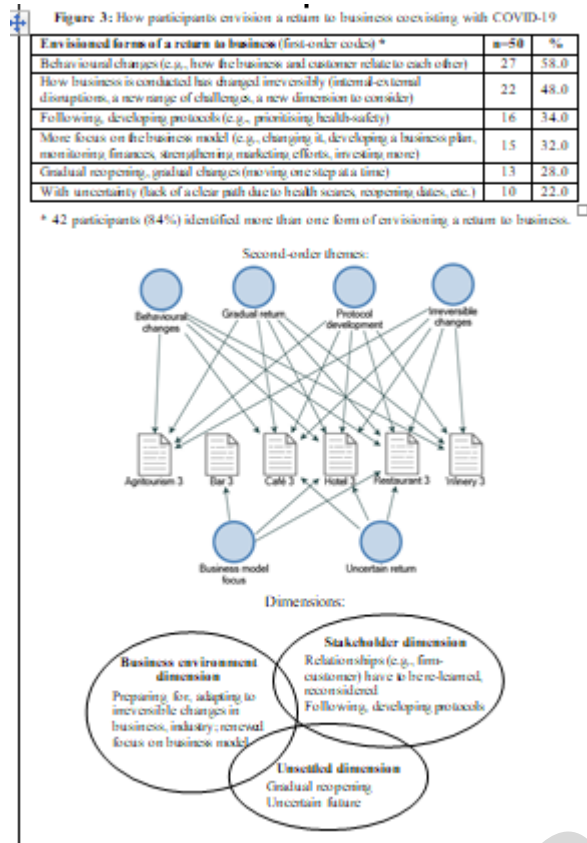 Figure 3: How participants envision a return to business coexisting with COVID-19
Envisioned forms of a return to business (first-order codes) * n=50 %
Behavioural changes (e.g., how the business and customer relate to each other) 27 58.0
How business is conducted has changed irreversibly (internal-external
disruptions, a new range of challenges, a new dimension to consider) 22 48.0
Following, developing protocols (e.g., prioritising health-safety) 16 34.0
More focus on the business model (e.g., changing it, developing a business plan,
monitoring finances, strengthening marketing efforts, investing more) 15 32.0
Gradual reopening, gradual changes (moving one step at a time) 13 28.0
With uncertainty (lack of a clear path due to health scares, reopening dates, etc.) 10 22.0
* 42 participants (84%) identified more than one form of envisioning a return to business.
Second-order themes:
Behavioural
changes
Gradual return
Protocol
development
Irreversible
changes
Agritourism 3
Bar 3
Café 3
Hotel 3
Restaurant 3
Winery 3
Business model
focus
Uncertain return
Dimensions:
Business environment
dimension
Preparing for, adapting to
irreversible changes in
business, industry; renewed
focus on business model
Stakeholder dimension
Relationships (e.g., firm-
customer) have to be re-learned,
reconsidered
Following, developing protocols
Unsettled dimension
Gradual reopening
Uncertain future